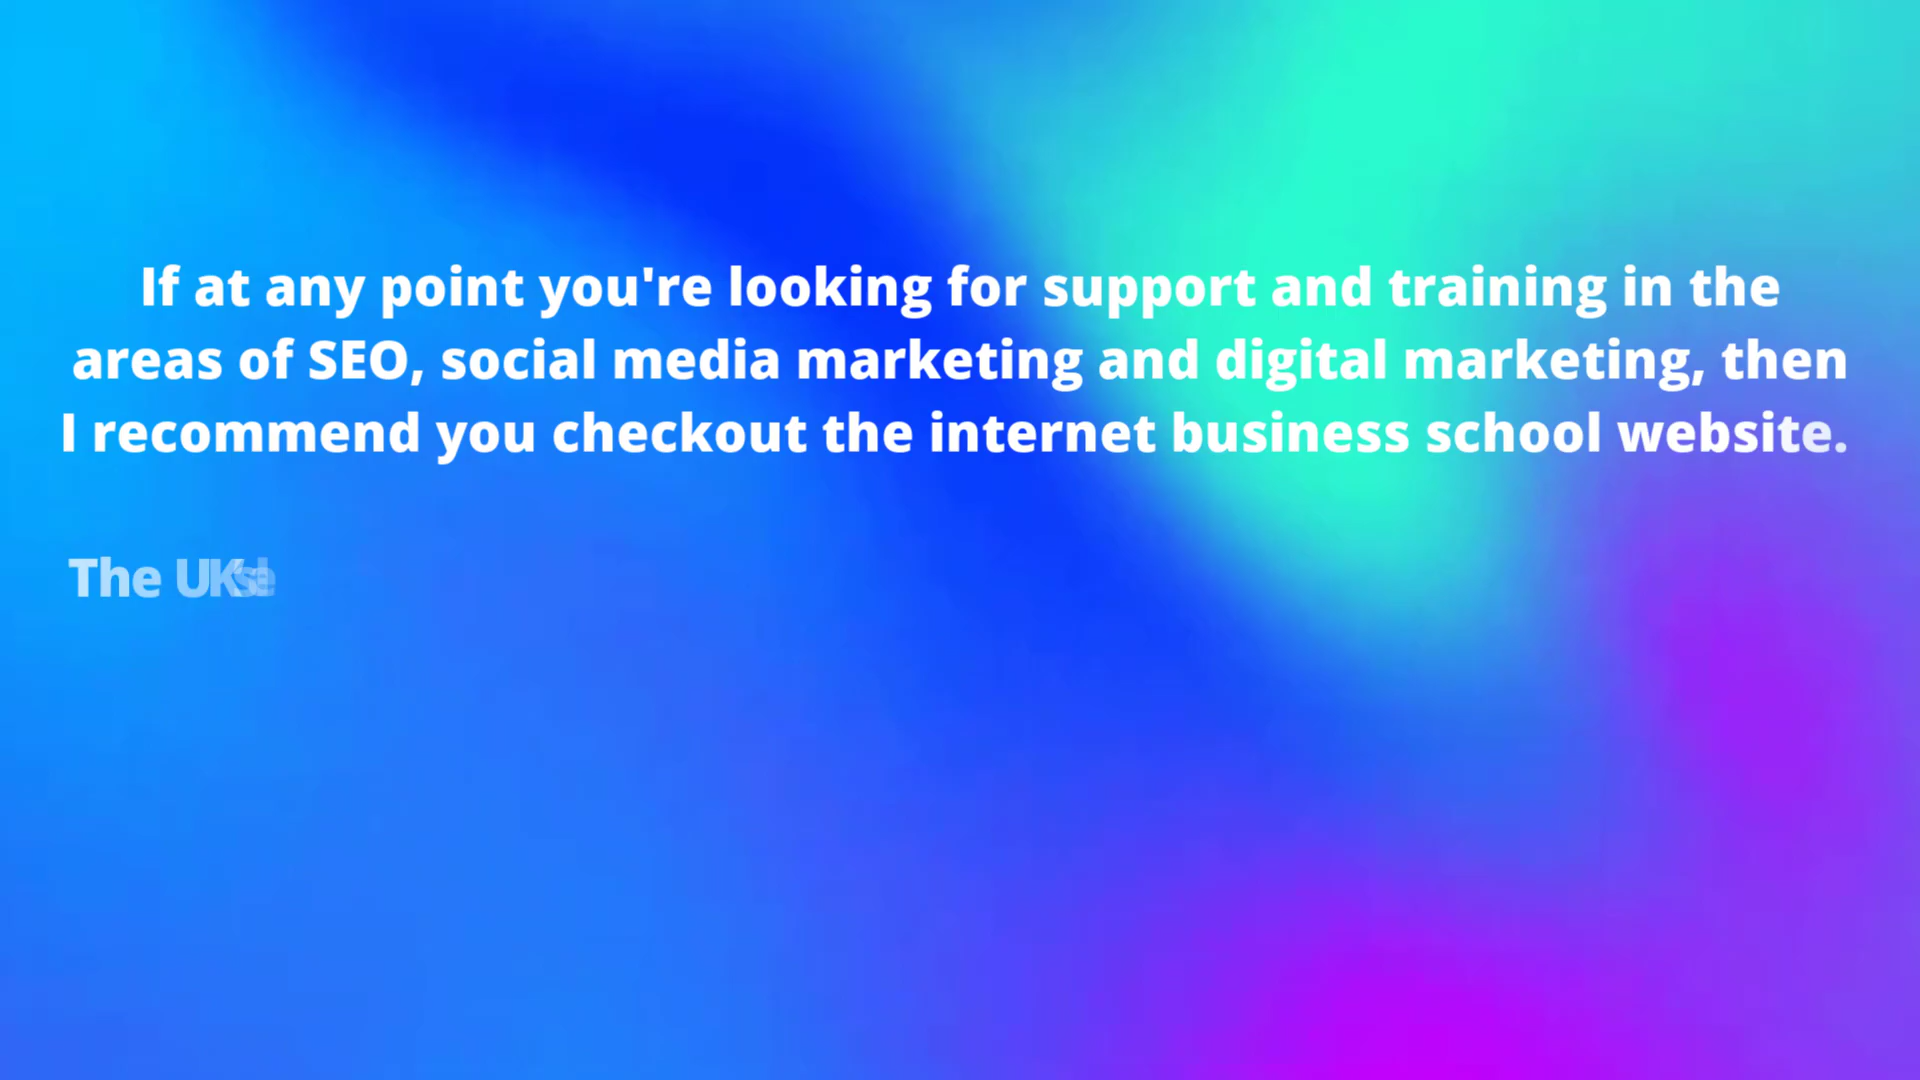 If at any point you're looking for support and training in the
areas of SEO, social media marketing and digital marketing, then
I recommend you checkout the internet business school website.
The